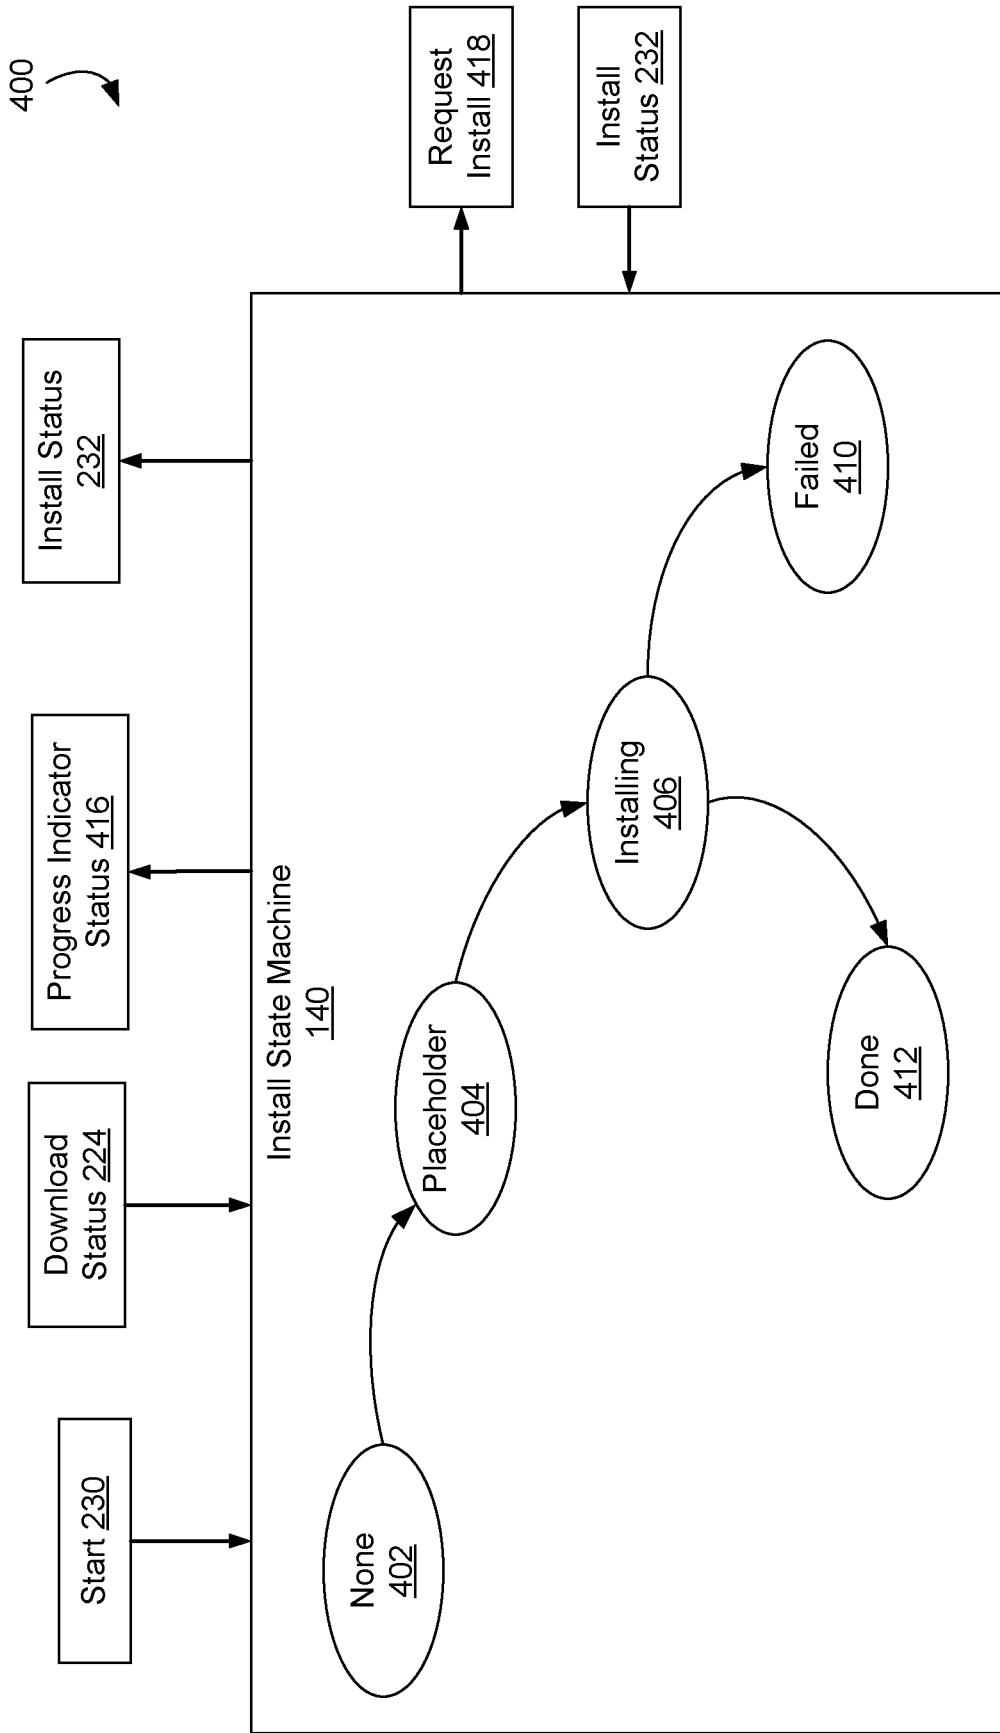 400
Start 230
Download
Status 224
Progress Indicator
Status 416
Install Status
232
Install State Machine
140
Request
Install 418
Install
Status 232
None
402
Placeholder
404
Installing
406
Failed
410
Done
412